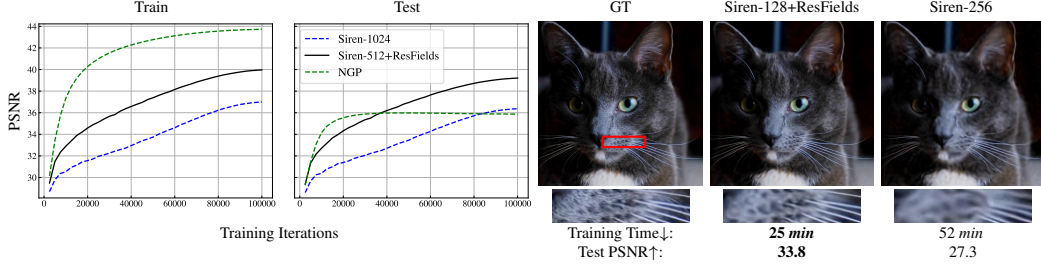 Train
Test
GT
Siren-128+ResFields
Siren-256
PSNR
44
42
40
38
36
34
32
30
0
20000
40000
60000
80000
100000
0
20000
40000
60000
80000
100000
Siren-1024
Siren-512+ResFields
NGP
Training Iterations
Training Time↓:
25 min
52 min
Test PSNR↑:
33.8
27.3